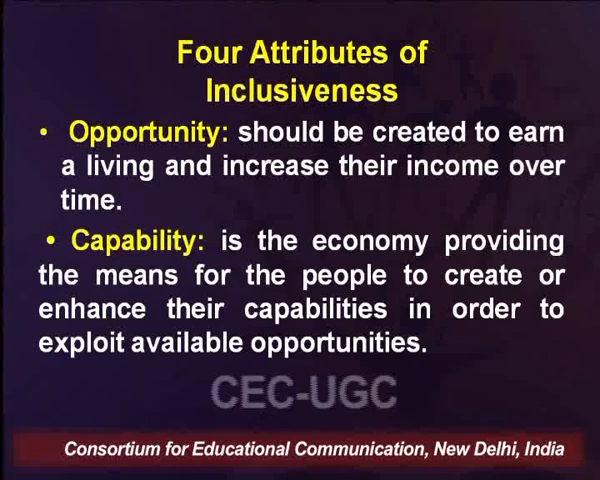 Four Attributes of
Inclusiveness
• Opportunity: should be created to earn
a living and increase their income over
time.
• Capability: is the economy providing
the means for the people to create or
enhance their capabilities in order to
exploit available opportunities.
CEC-UGC
Consortium for Educational Communication, New Delhi, India